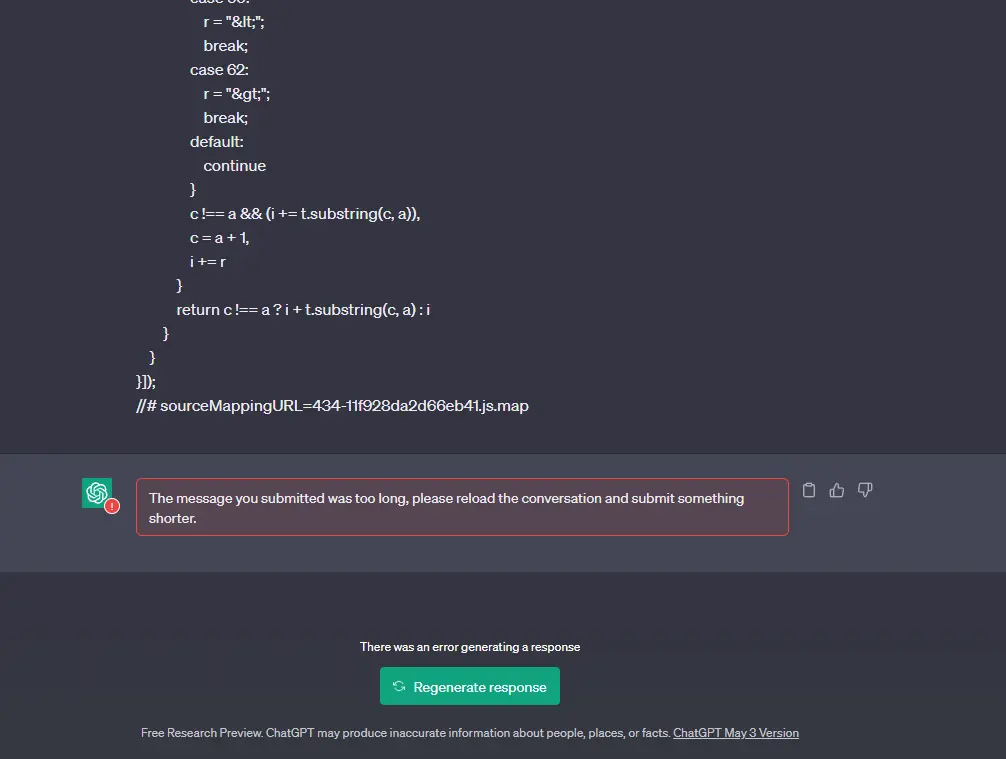 r = "&lt;";
break;
case 62:
r = "&gt;";
break;
default:
continue
}
c !== a && (i += t.substring(c, a)),
c = a + 1,
i += r
}
return c !== a ? i + t.substring(c, a) : i
}
}
}]);
//# sourceMappingURL=434-11f928da2d66eb41.js.map
The message you submitted was too long, please reload the conversation and submit something
shorter.
There was an error generating a response
Regenerate response
Free Research Preview. ChatGPT may produce inaccurate information about people, places, or facts. ChatGPT May 3 Version